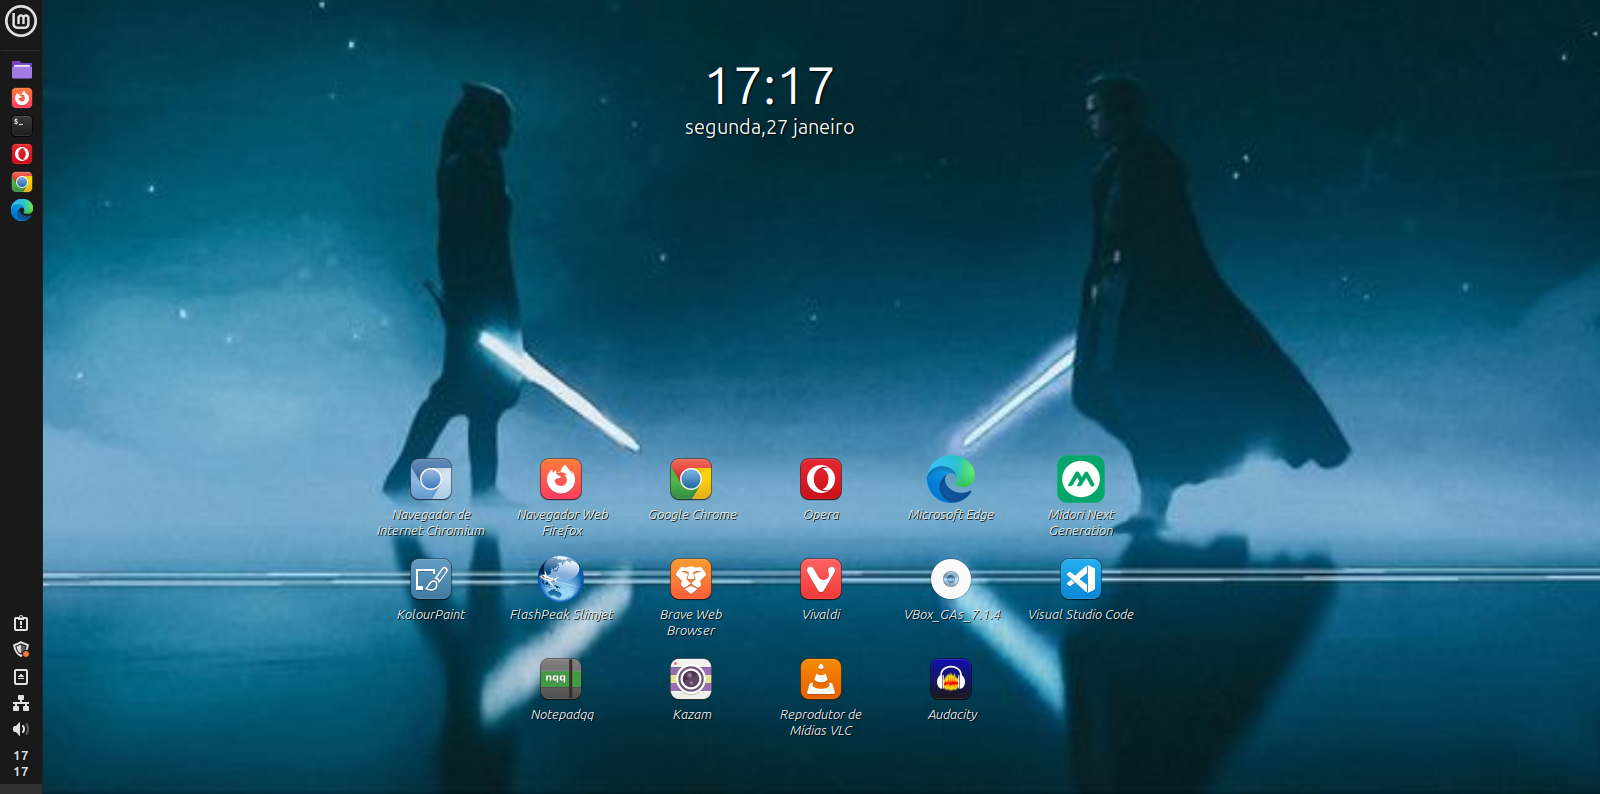 17:17
segunda,27 janeiro
$_
Navegador de
Internet Chromium
Navegador Web
Firefox
Google Chrome
Opera
Microsoft Edge
Midori Next
Generation
KolourPaint
FlashPeak Slimjet
Brave Web
Browser
Vivaldi
VBox_GAs_7.1.4
Visual Studio Code
nqq
Notepadqq
Kazam
Reprodutor de
Mídias VLC
Audacity
17
17